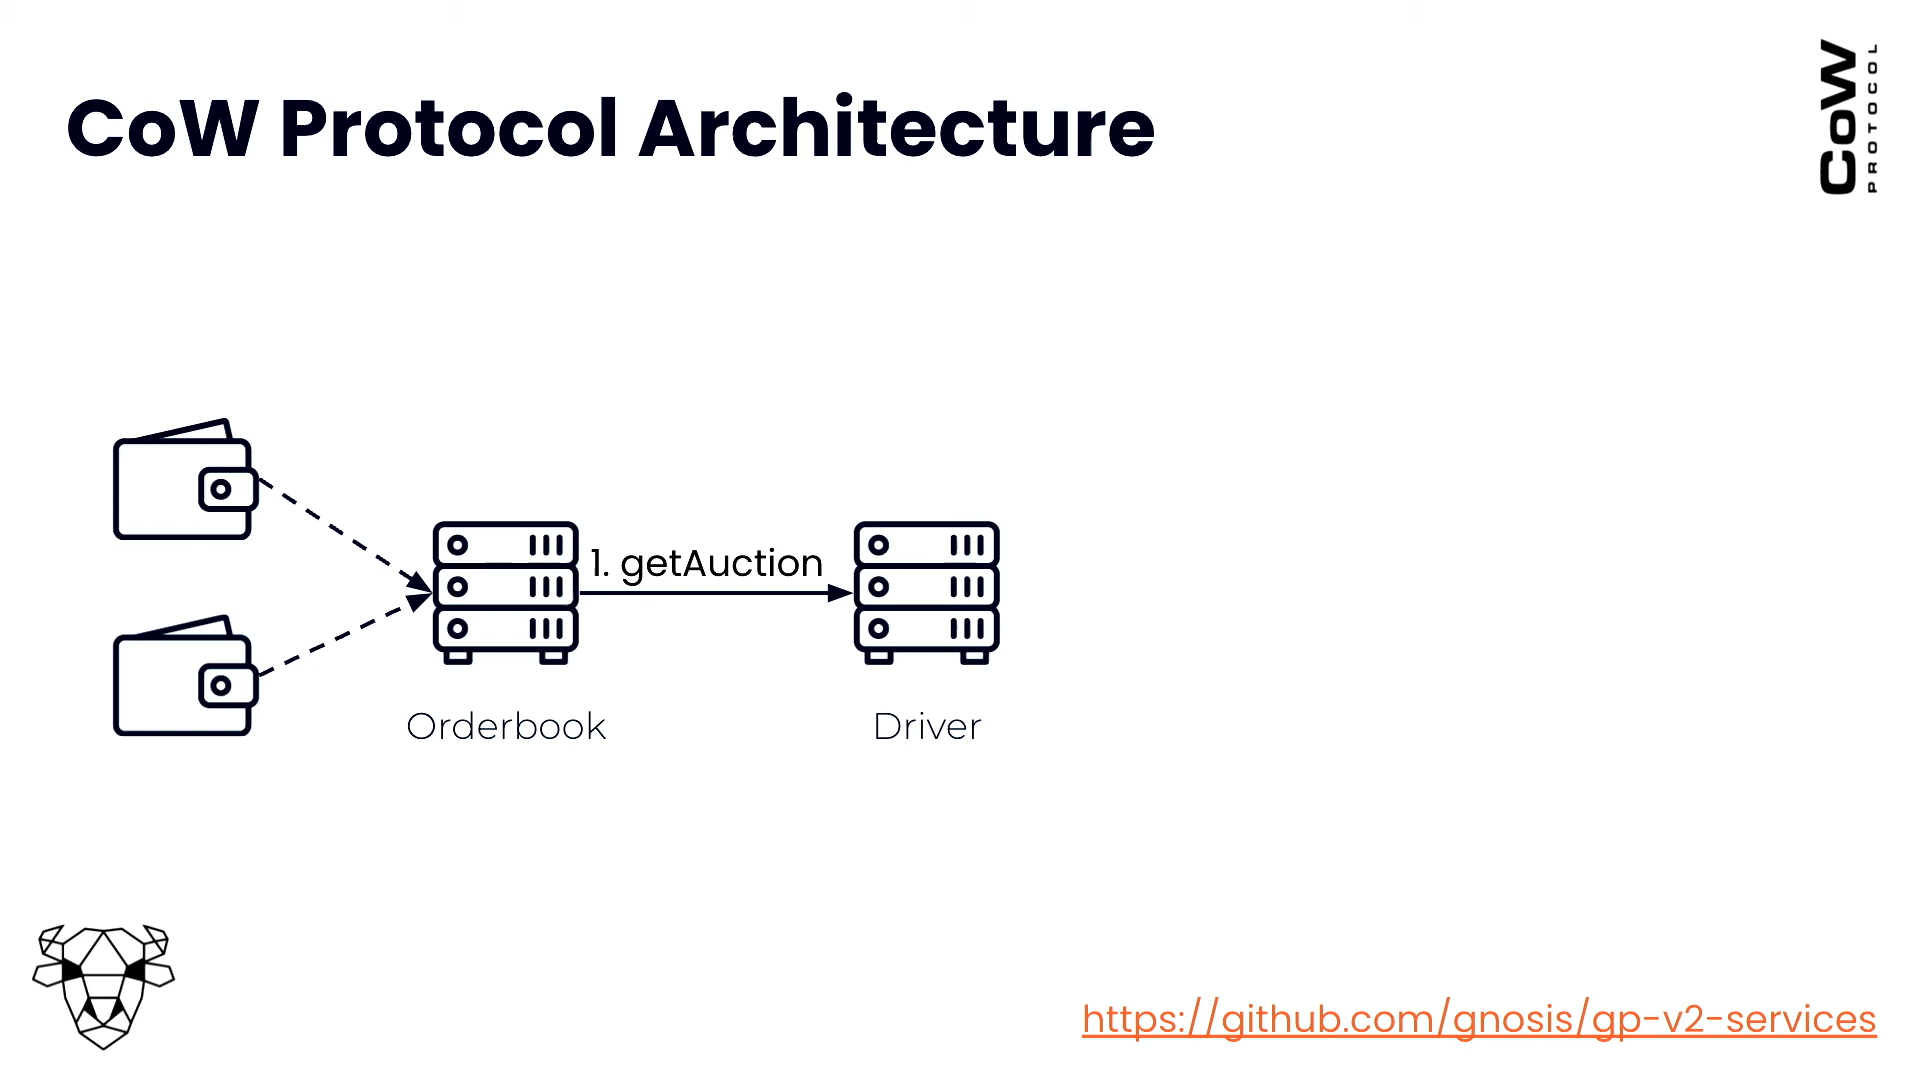 CoW Protocol Architecture
CoW
PROTOCOL
1. getAuction
Orderbook
Driver
https://github.com/gnosis/gp-v2-services